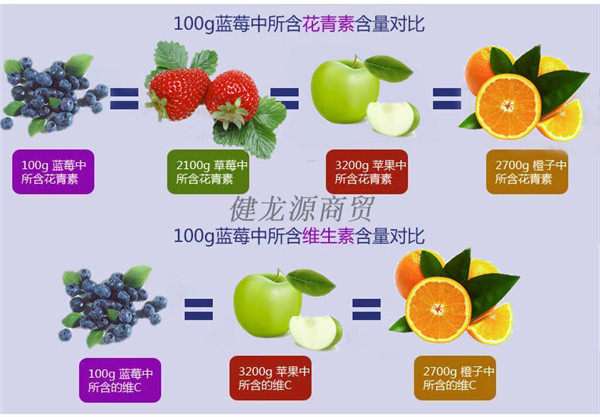 100g蓝莓中所含花青素含量对比
100g 蓝莓中
所含花青素
2100g 草莓中
所含花青素
3200g 苹果中
所含花青素
2700g 橙子中
所含花青素
健龙源商贸
100g蓝莓中所含维生素含量对比
100g 蓝莓中
所含的维C
3200g 苹果中
所含的维C
2700g 橙子中
所含的维C